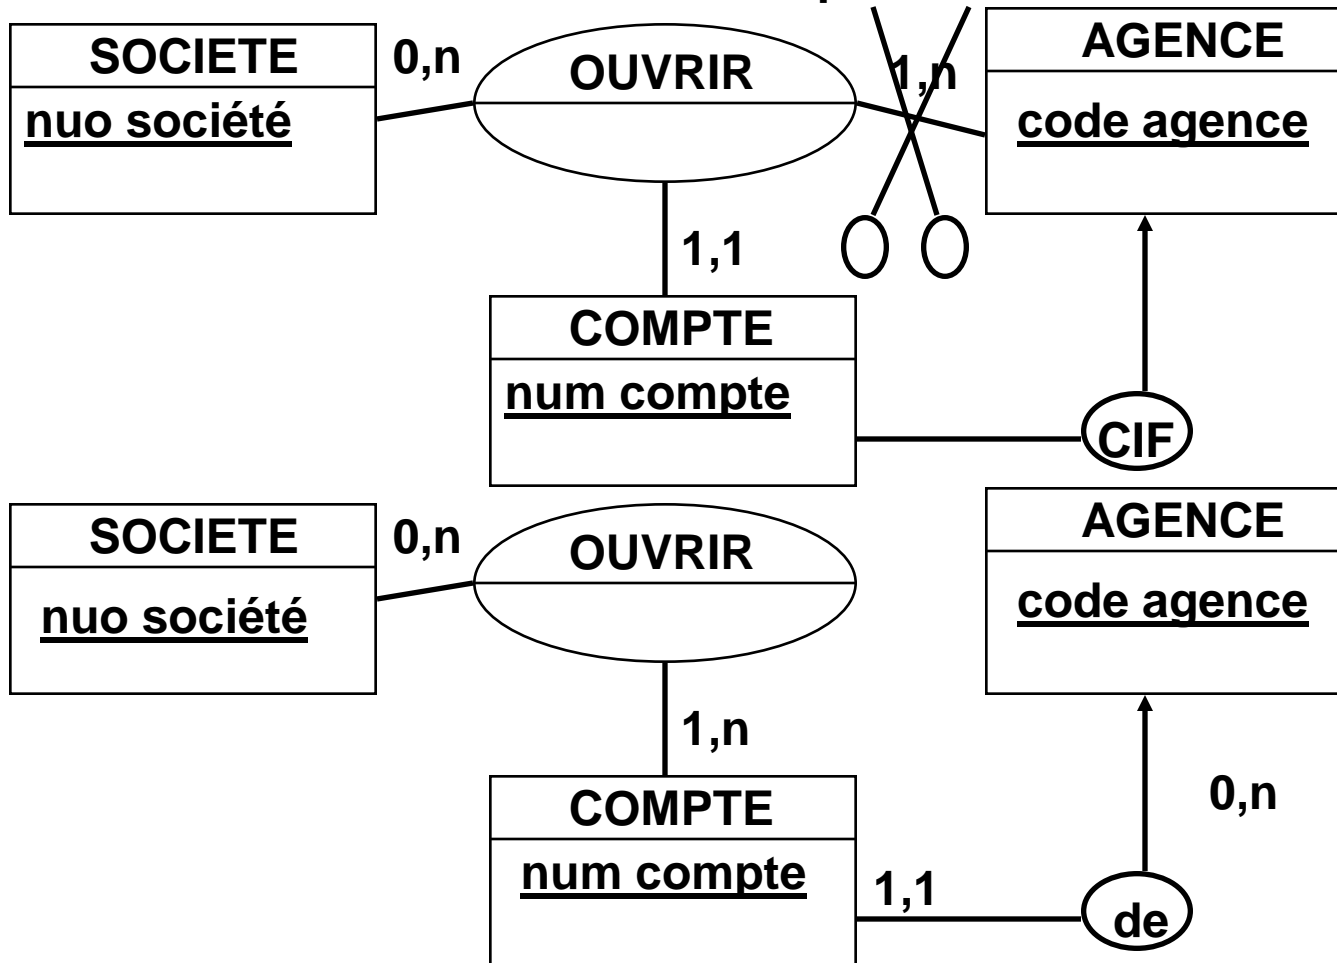 SOCIETE
0,n
OUVRIR
1,n
AGENCE
nuo société
code agence
1,1
COMPTE
num compte
CIF
SOCIETE
0,n
OUVRIR
AGENCE
nuo société
code agence
1,n
COMPTE
0,n
num compte
1,1
de